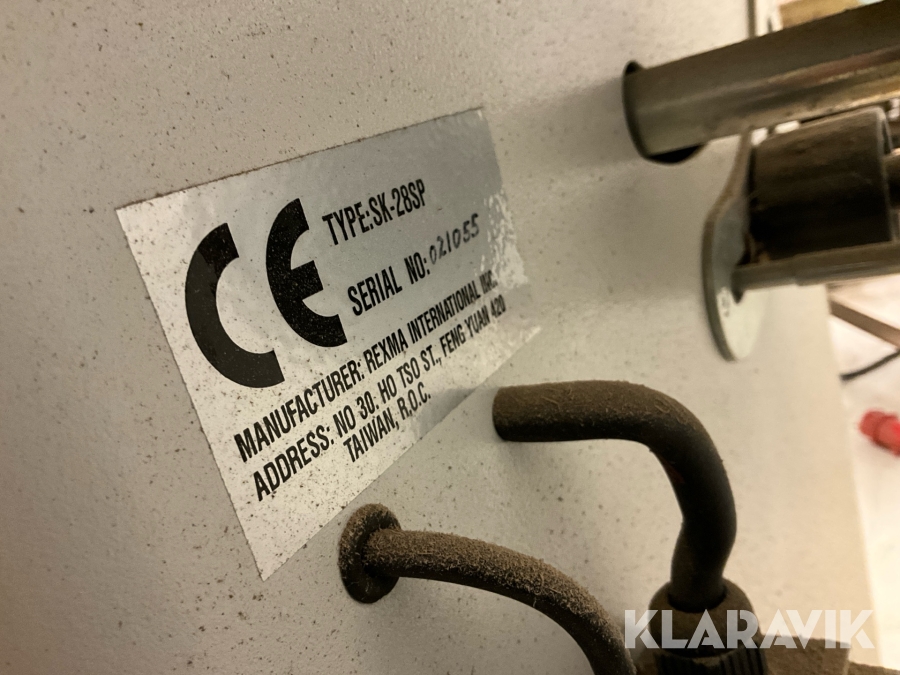 CE
TYPE:SK-28SP
SERIAL NO: 021055
MANUFACTURER: REXMA INTERNATIONAL INC.
ADDRESS: NO 30. HO TSO ST., FENG YUAN 420
TAIWAN, R.O.C.
KLARAVIK